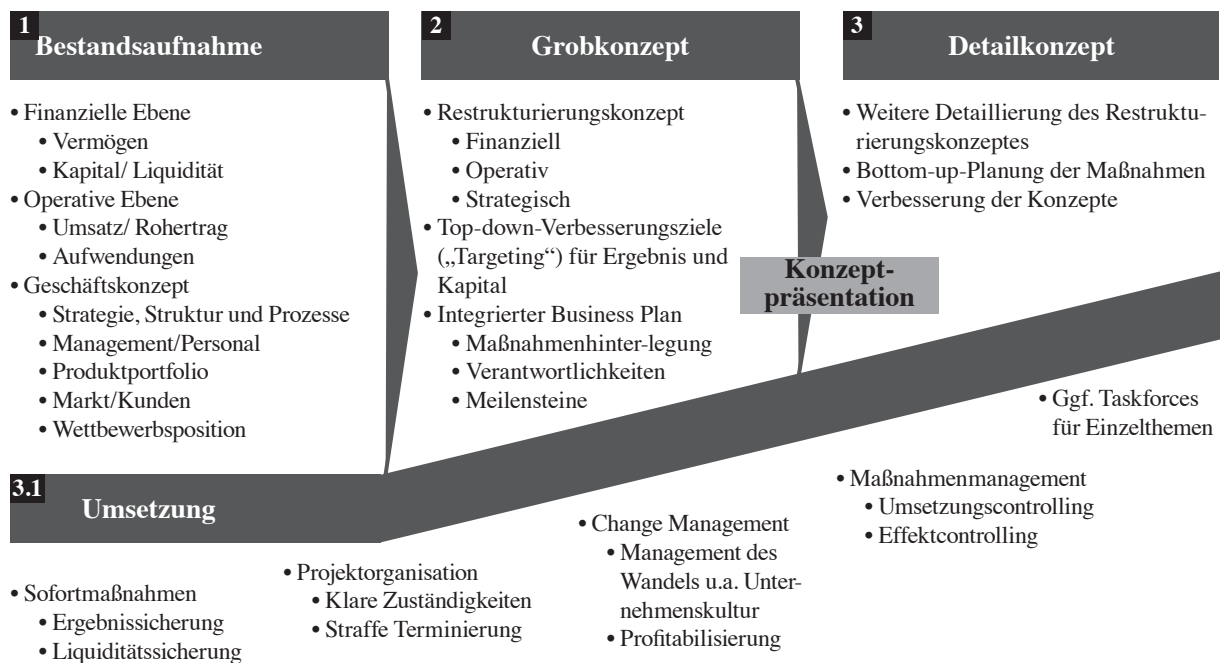 1
Bestandsaufnahme
• Finanzielle Ebene
• Vermögen
• Kapital/ Liquidität
• Operative Ebene
• Umsatz/ Rohertrag
• Aufwendungen
• Geschäftskonzept
• Strategie, Struktur und Prozesse
• Management/Personal
• Produktportfolio
• Markt/Kunden
• Wettbewerbsposition
2
Grobkonzept
• Restrukturierungskonzept
• Finanziell
• Operativ
• Strategisch
• Top-down-Verbesserungsziele
(„Targeting“) für Ergebnis und
Kapital
• Integrierter Business Plan
• Maßnahmenhinter-legung
• Verantwortlichkeiten
• Meilensteine
Konzept-
präsentation
3
Detailkonzept
• Weitere Detaillierung des Restruktu-
rierungskonzeptes
• Bottom-up-Planung der Maßnahmen
• Verbesserung der Konzepte
3.1
Umsetzung
• Sofortmaßnahmen
• Ergebnissicherung
• Liquiditätssicherung
• Projektorganisation
• Klare Zuständigkeiten
• Straffe Terminierung
• Change Management
• Management des
Wandels u.a. Unter-
nehmenskultur
• Profitabilisierung
• Maßnahmenmanagement
• Umsetzungscontrolling
• Effektcontrolling
• Ggf. Taskforces
für Einzelthemen